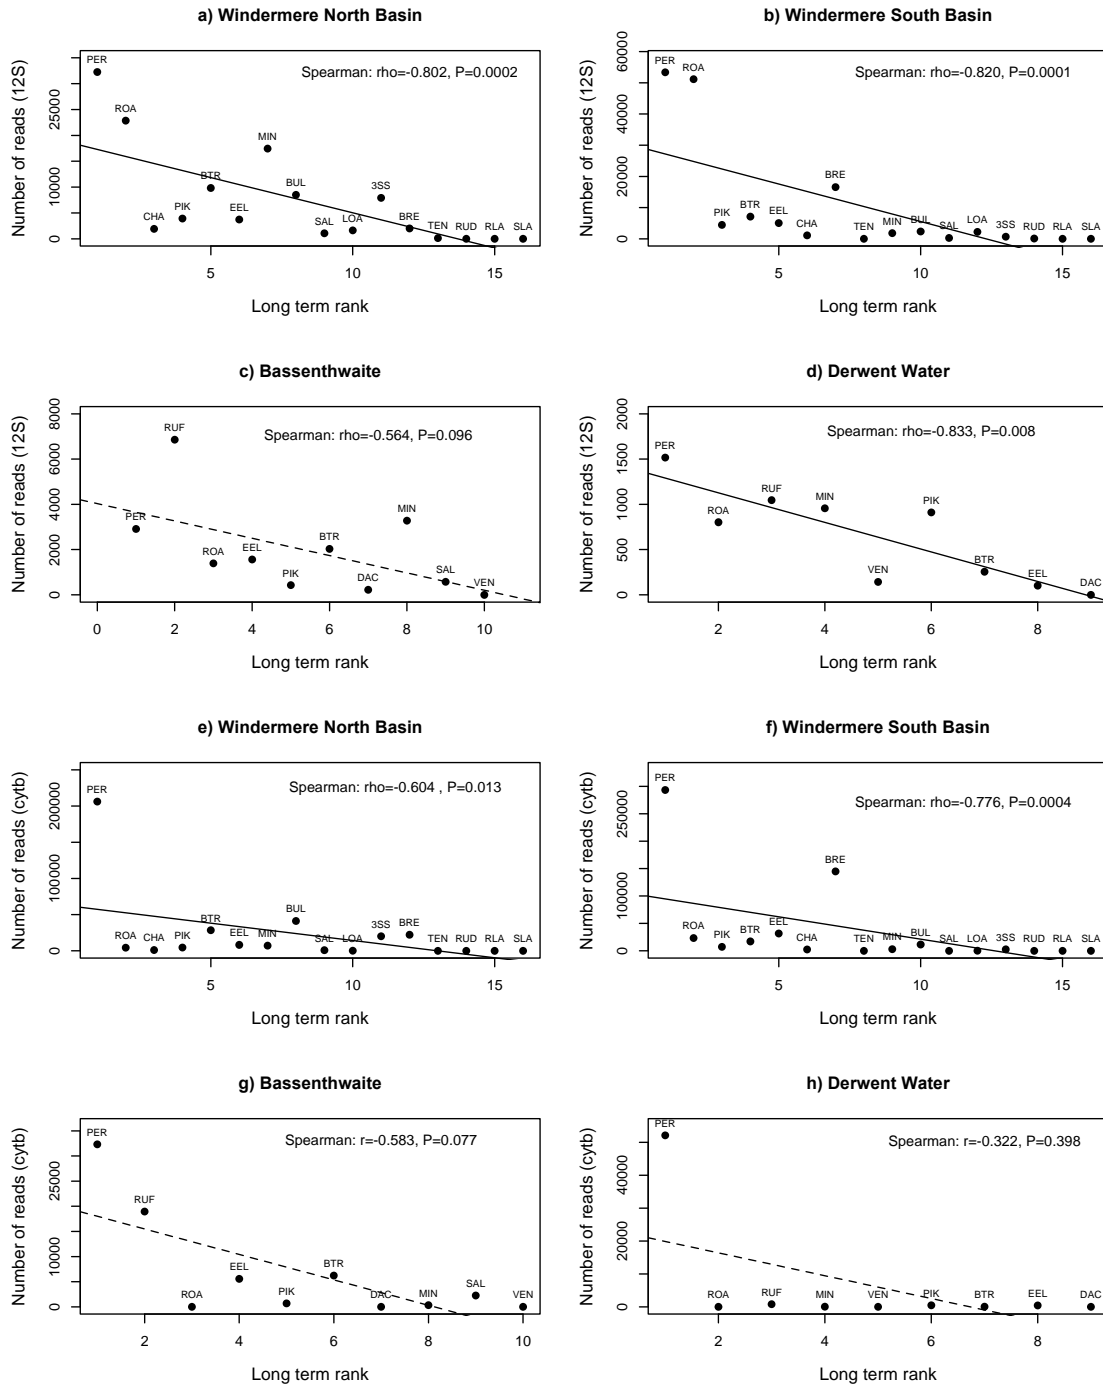 a) Windermere North Basin
Number of reads (12S)
0
10000
25000
Spearman: rho=-0.802, P=0.0002
PER
ROA
CHA
PIK
BTR
EEL
MIN
BUL
SAL
LOA
3SS
BRE
TEN
RUD
RLA
SLA
5
10
15
Long term rank
b) Windermere South Basin
Number of reads (12S)
0
20000
40000
60000
Spearman: rho=-0.820, P=0.0001
PER
ROA
PIK
BTR
EEL
CHA
BRE
TEN
MIN
BUL
SAL
LOA
3SS
RUD
RLA
SLA
5
10
15
Long term rank
c) Bassenthwaite
Number of reads (12S)
0
2000
4000
6000
8000
Spearman: rho=-0.564, P=0.096
PER
RUF
ROA
EEL
PIK
BTR
DAC
MIN
SAL
VEN
0
2
4
6
8
10
Long term rank
d) Derwent Water
Number of reads (12S)
0
500
1000
1500
2000
Spearman: rho=-0.833, P=0.008
PER
ROA
RUF
MIN
VEN
PIK
BTR
EEL
DAC
2
4
6
8
Long term rank
e) Windermere North Basin
Number of reads (cytb)
0
100000
200000
Spearman: rho=-0.604 , P=0.013
PER
ROA
CHA
PIK
BTR
EEL
MIN
BUL
SAL
LOA
3SS
BRE
TEN
RUD
RLA
SLA
5
10
15
Long term rank
f) Windermere South Basin
Number of reads (cytb)
0
100000
250000
Spearman: rho=-0.776, P=0.0004
PER
ROA
PIK
BTR
EEL
CHA
BRE
TEN
MIN
BUL
SAL
LOA
3SS
RUD
RLA
SLA
5
10
15
Long term rank
g) Bassenthwaite
Number of reads (cytb)
0
10000
25000
Spearman: r=-0.583, P=0.077
PER
RUF
ROA
EEL
PIK
BTR
DAC
MIN
SAL
VEN
2
4
6
8
10
Long term rank
h) Derwent Water
Number of reads (cytb)
0
20000
40000
Spearman: r=-0.322, P=0.398
PER
ROA
RUF
MIN
VEN
PIK
BTR
EEL
DAC
2
4
6
8
Long term rank